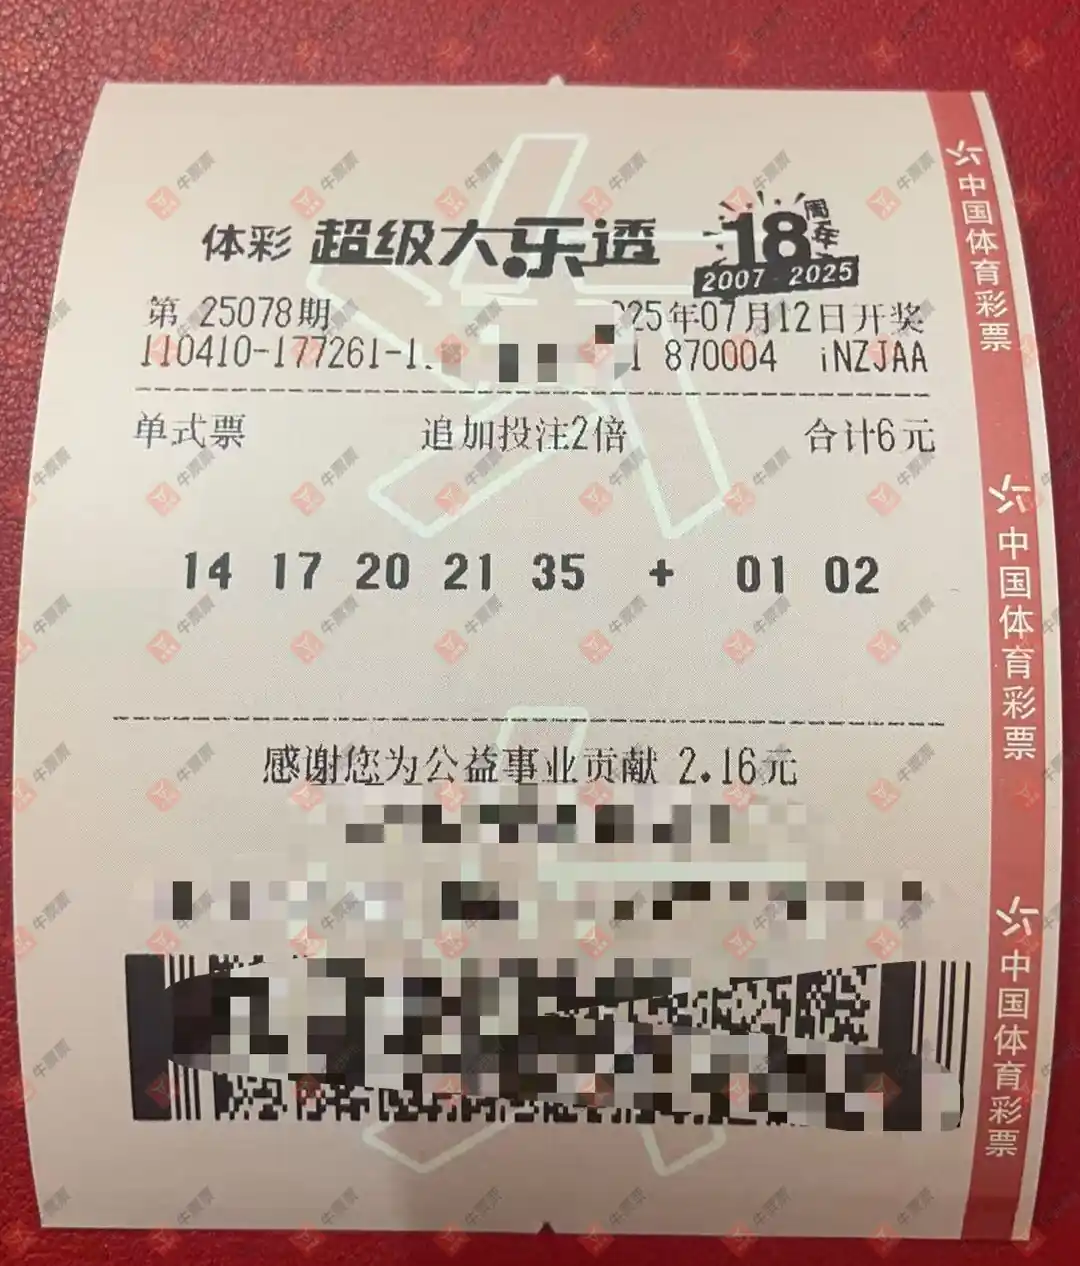 体彩 超级大乐透 18周年
2007-2025
第 25078期 25年07月12日开奖
110410-177261-1 1 870004 iNZJAA
单式票 追加投注2倍 合计6元
14 17 20 21 35 + 01 02
感谢您为公益事业贡献 2.16元
中国体育彩票
中国体育彩票
中国体育彩票
牛票票